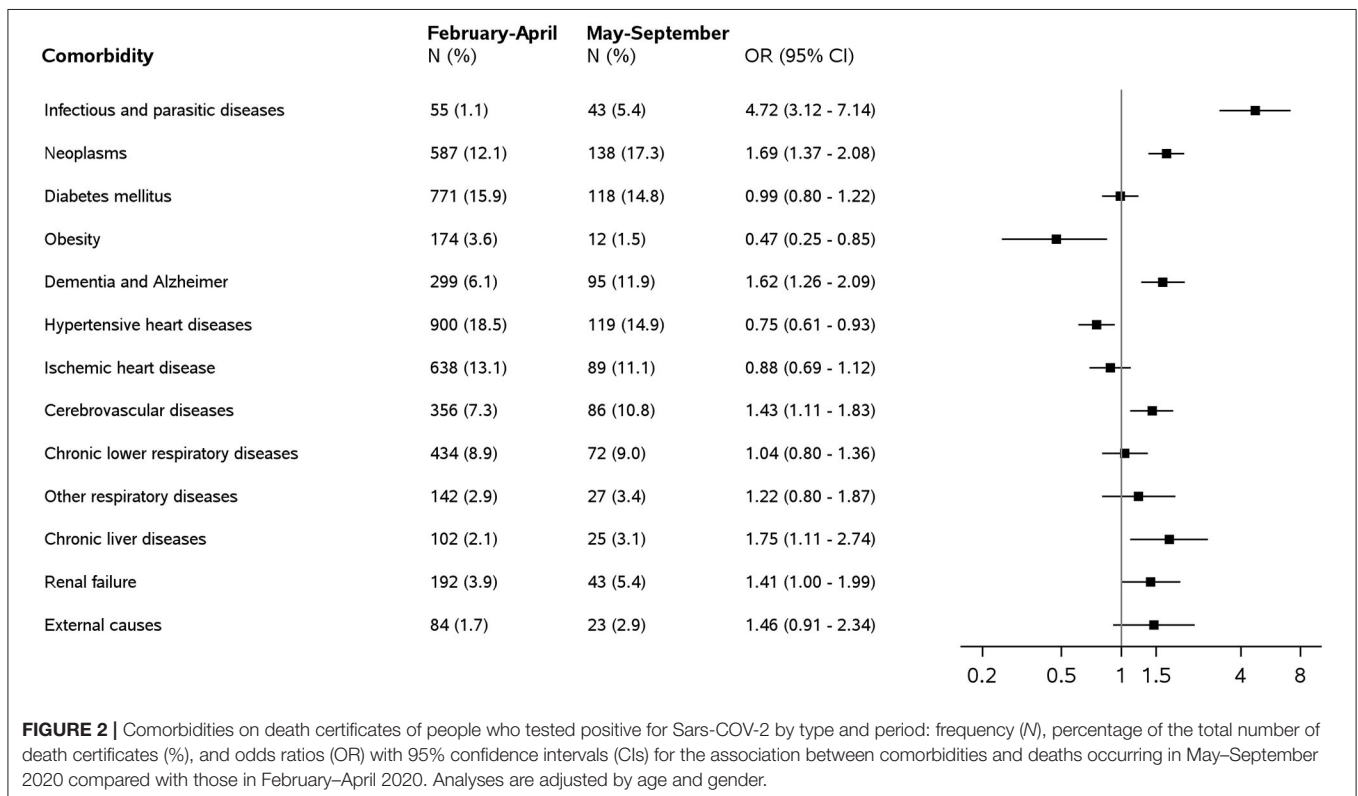 February-April May-September
Comorbidity N (%) N (%) OR (95% CI)
Infectious and parasitic diseases 55 (1.1) 43 (5.4) 4.72 (3.12 - 7.14)
Neoplasms 587 (12.1) 138 (17.3) 1.69 (1.37 - 2.08)
Diabetes mellitus 771 (15.9) 118 (14.8) 0.99 (0.80 - 1.22)
Obesity 174 (3.6) 12 (1.5) 0.47 (0.25 - 0.85)
Dementia and Alzheimer 299 (6.1) 95 (11.9) 1.62 (1.26 - 2.09)
Hypertensive heart diseases 900 (18.5) 119 (14.9) 0.75 (0.61 - 0.93)
Ischemic heart disease 638 (13.1) 89 (11.1) 0.88 (0.69 - 1.12)
Cerebrovascular diseases 356 (7.3) 86 (10.8) 1.43 (1.11 - 1.83)
Chronic lower respiratory diseases 434 (8.9) 72 (9.0) 1.04 (0.80 - 1.36)
Other respiratory diseases 142 (2.9) 27 (3.4) 1.22 (0.80 - 1.87)
Chronic liver diseases 102 (2.1) 25 (3.1) 1.75 (1.11 - 2.74)
Renal failure 192 (3.9) 43 (5.4) 1.41 (1.00 - 1.99)
External causes 84 (1.7) 23 (2.9) 1.46 (0.91 - 2.34)
0.2 0.5 1 1.5 4 8
FIGURE 2 | Comorbidities on death certificates of people who tested positive for Sars-COV-2 by type and period: frequency (N), percentage of the total number of
death certificates (%), and odds ratios (OR) with 95% confidence intervals (CIs) for the association between comorbidities and deaths occurring in May–September
2020 compared with those in February–April 2020. Analyses are adjusted by age and gender.